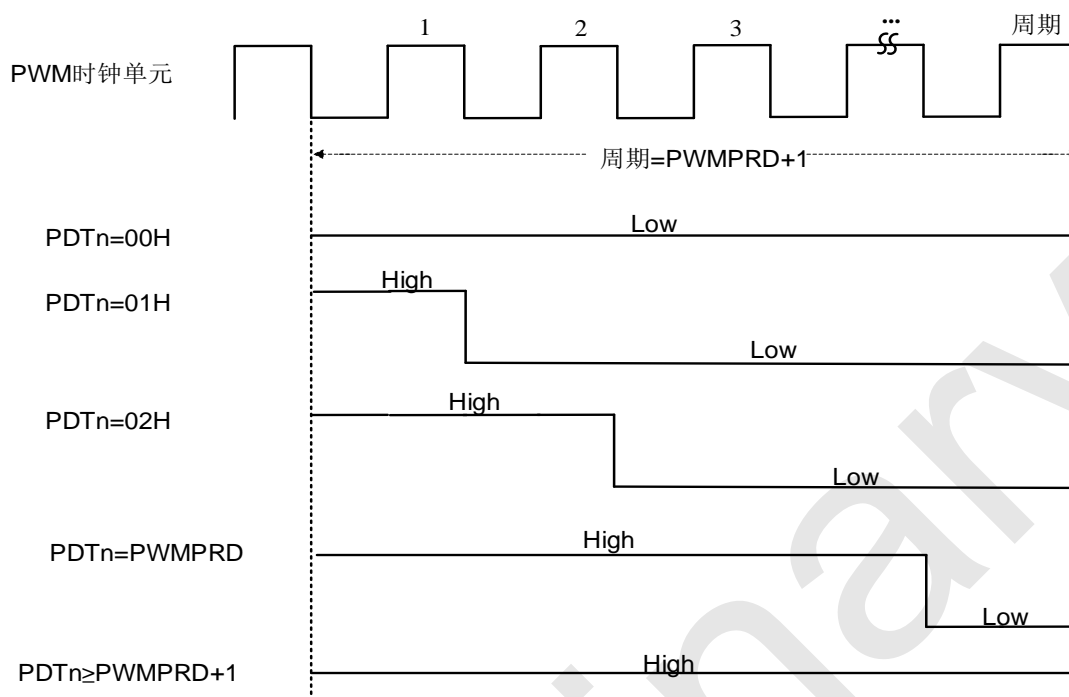 1 2 3 ... 周期
PWM时钟单元
周期=PWMPRD+1
PDTn=00H Low
PDTn=01H High Low
PDTn=02H High Low
PDTn=PWMPRD High Low
PDTn≥PWMPRD+1 High